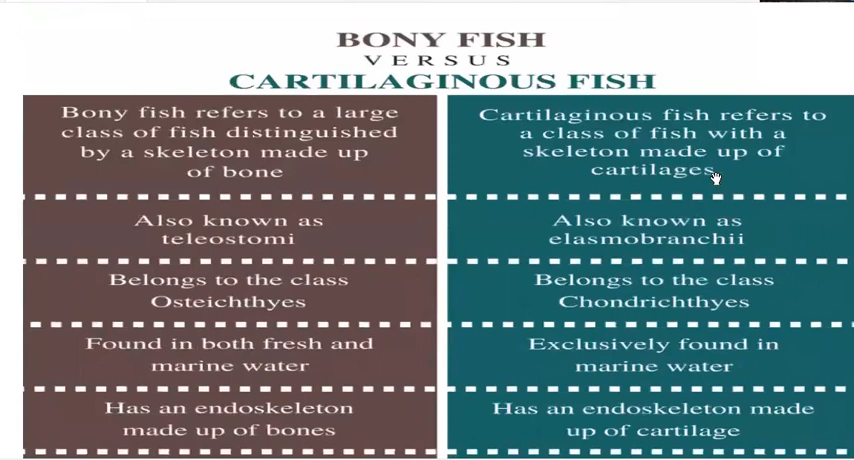 BONY FISH
VERSUS
CARTILAGINOUS FISH
Bony fish refers to a large
class of fish distinguished
by a skeleton made up
of bone
Cartilaginous fish refers to
a class of fish with a
skeleton made up of
cartilages
Also known as
teleostomi
Also known as
elasmobranchii
Belongs to the class
Osteichthyes
Belongs to the class
Chondrichthyes
Found in both fresh and
marine water
Exclusively found in
marine water
Has an endoskeleton
made up of bones
Has an endoskeleton made
up of cartilage